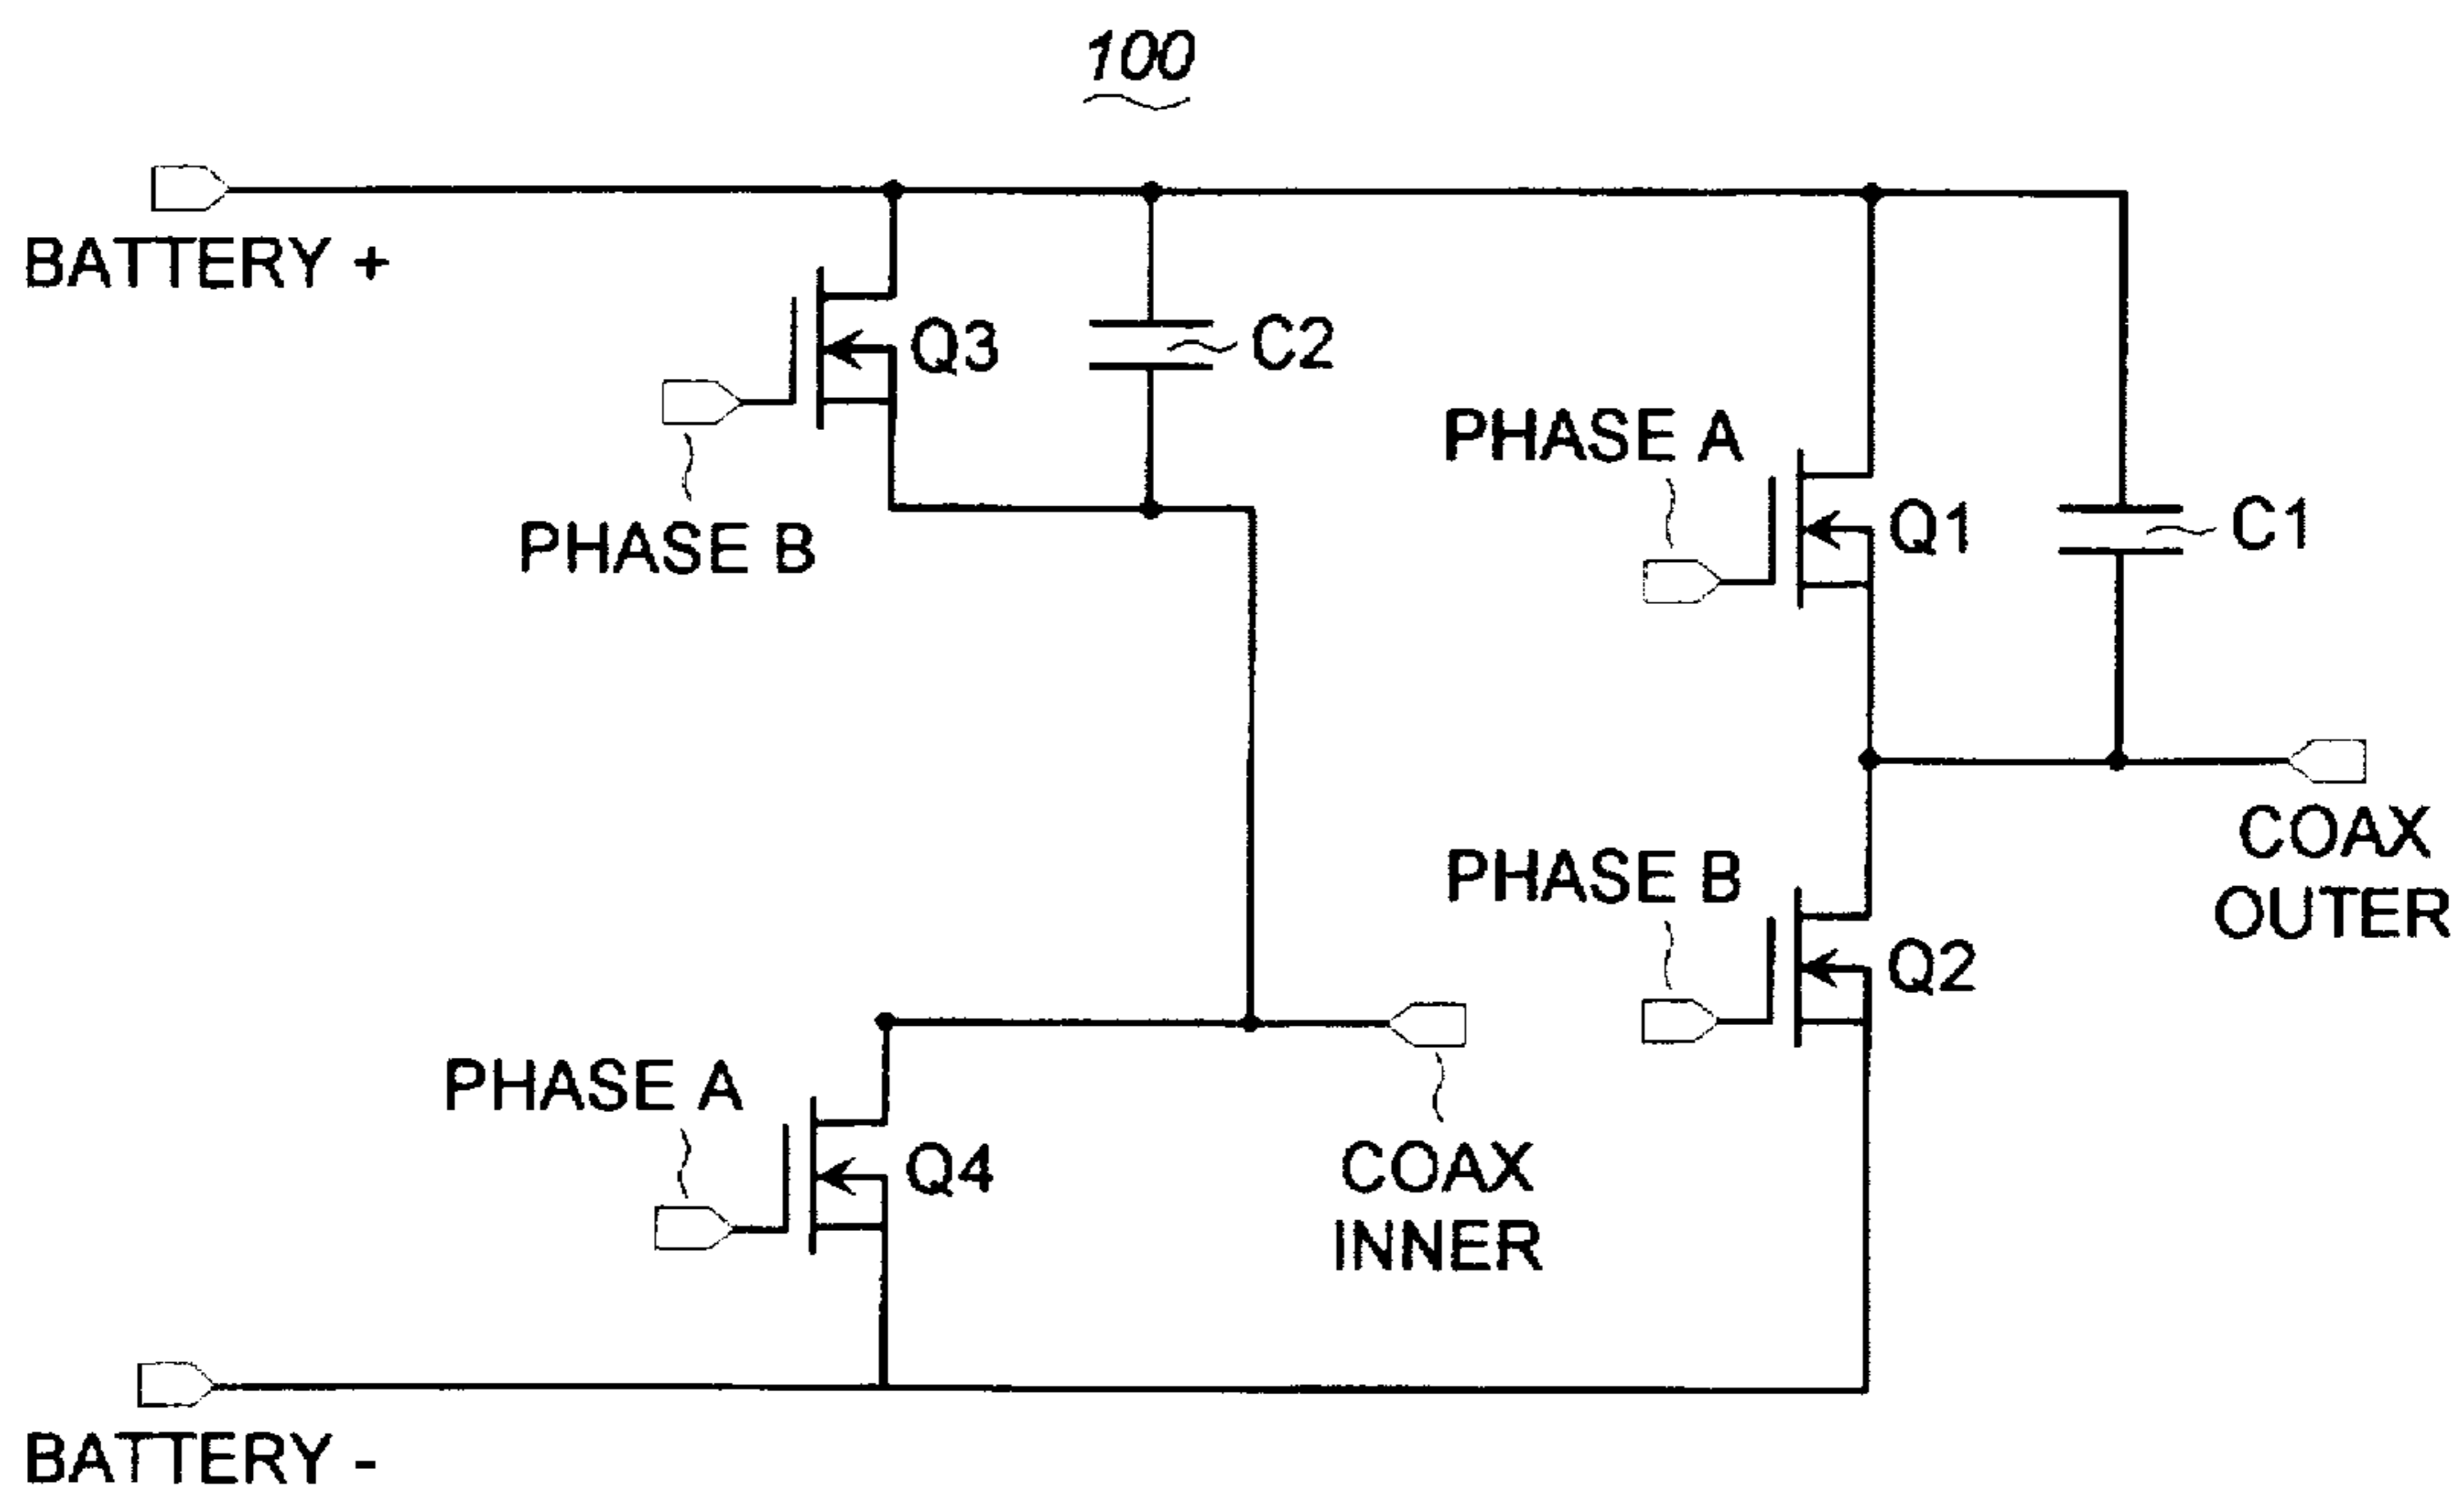 100
BATTERY +
Q3
C2
PHASE B
PHASE A
Q1
C1
COAX
OUTER
PHASE B
Q2
PHASE A
Q4
COAX
INNER
BATTERY -